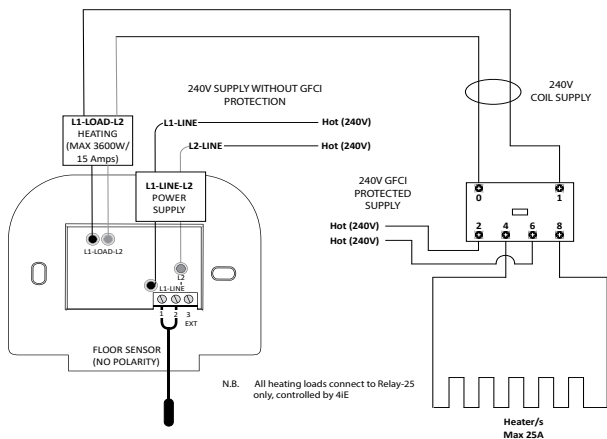 240V SUPPLY WITHOUT GFCI
PROTECTION
240V
COIL SUPPLY
L1-LOAD-L2
HEATING
(MAX 3600W/
15 Amps)
L1-LINE
Hot (240V)
L2-LINE
Hot (240V)
L1-LINE-L2
POWER
SUPPLY
240V GFCI
PROTECTED
SUPPLY
Hot (240V)
Hot (240V)
0
1
2
4
6
8
L1-LOAD-L2
L2
L1-LINE
1
2
3
EXT
FLOOR SENSOR
(NO POLARITY)
N.B. All heating loads connect to Relay-25
only, controlled by 4iE
Heater/s
Max 25A